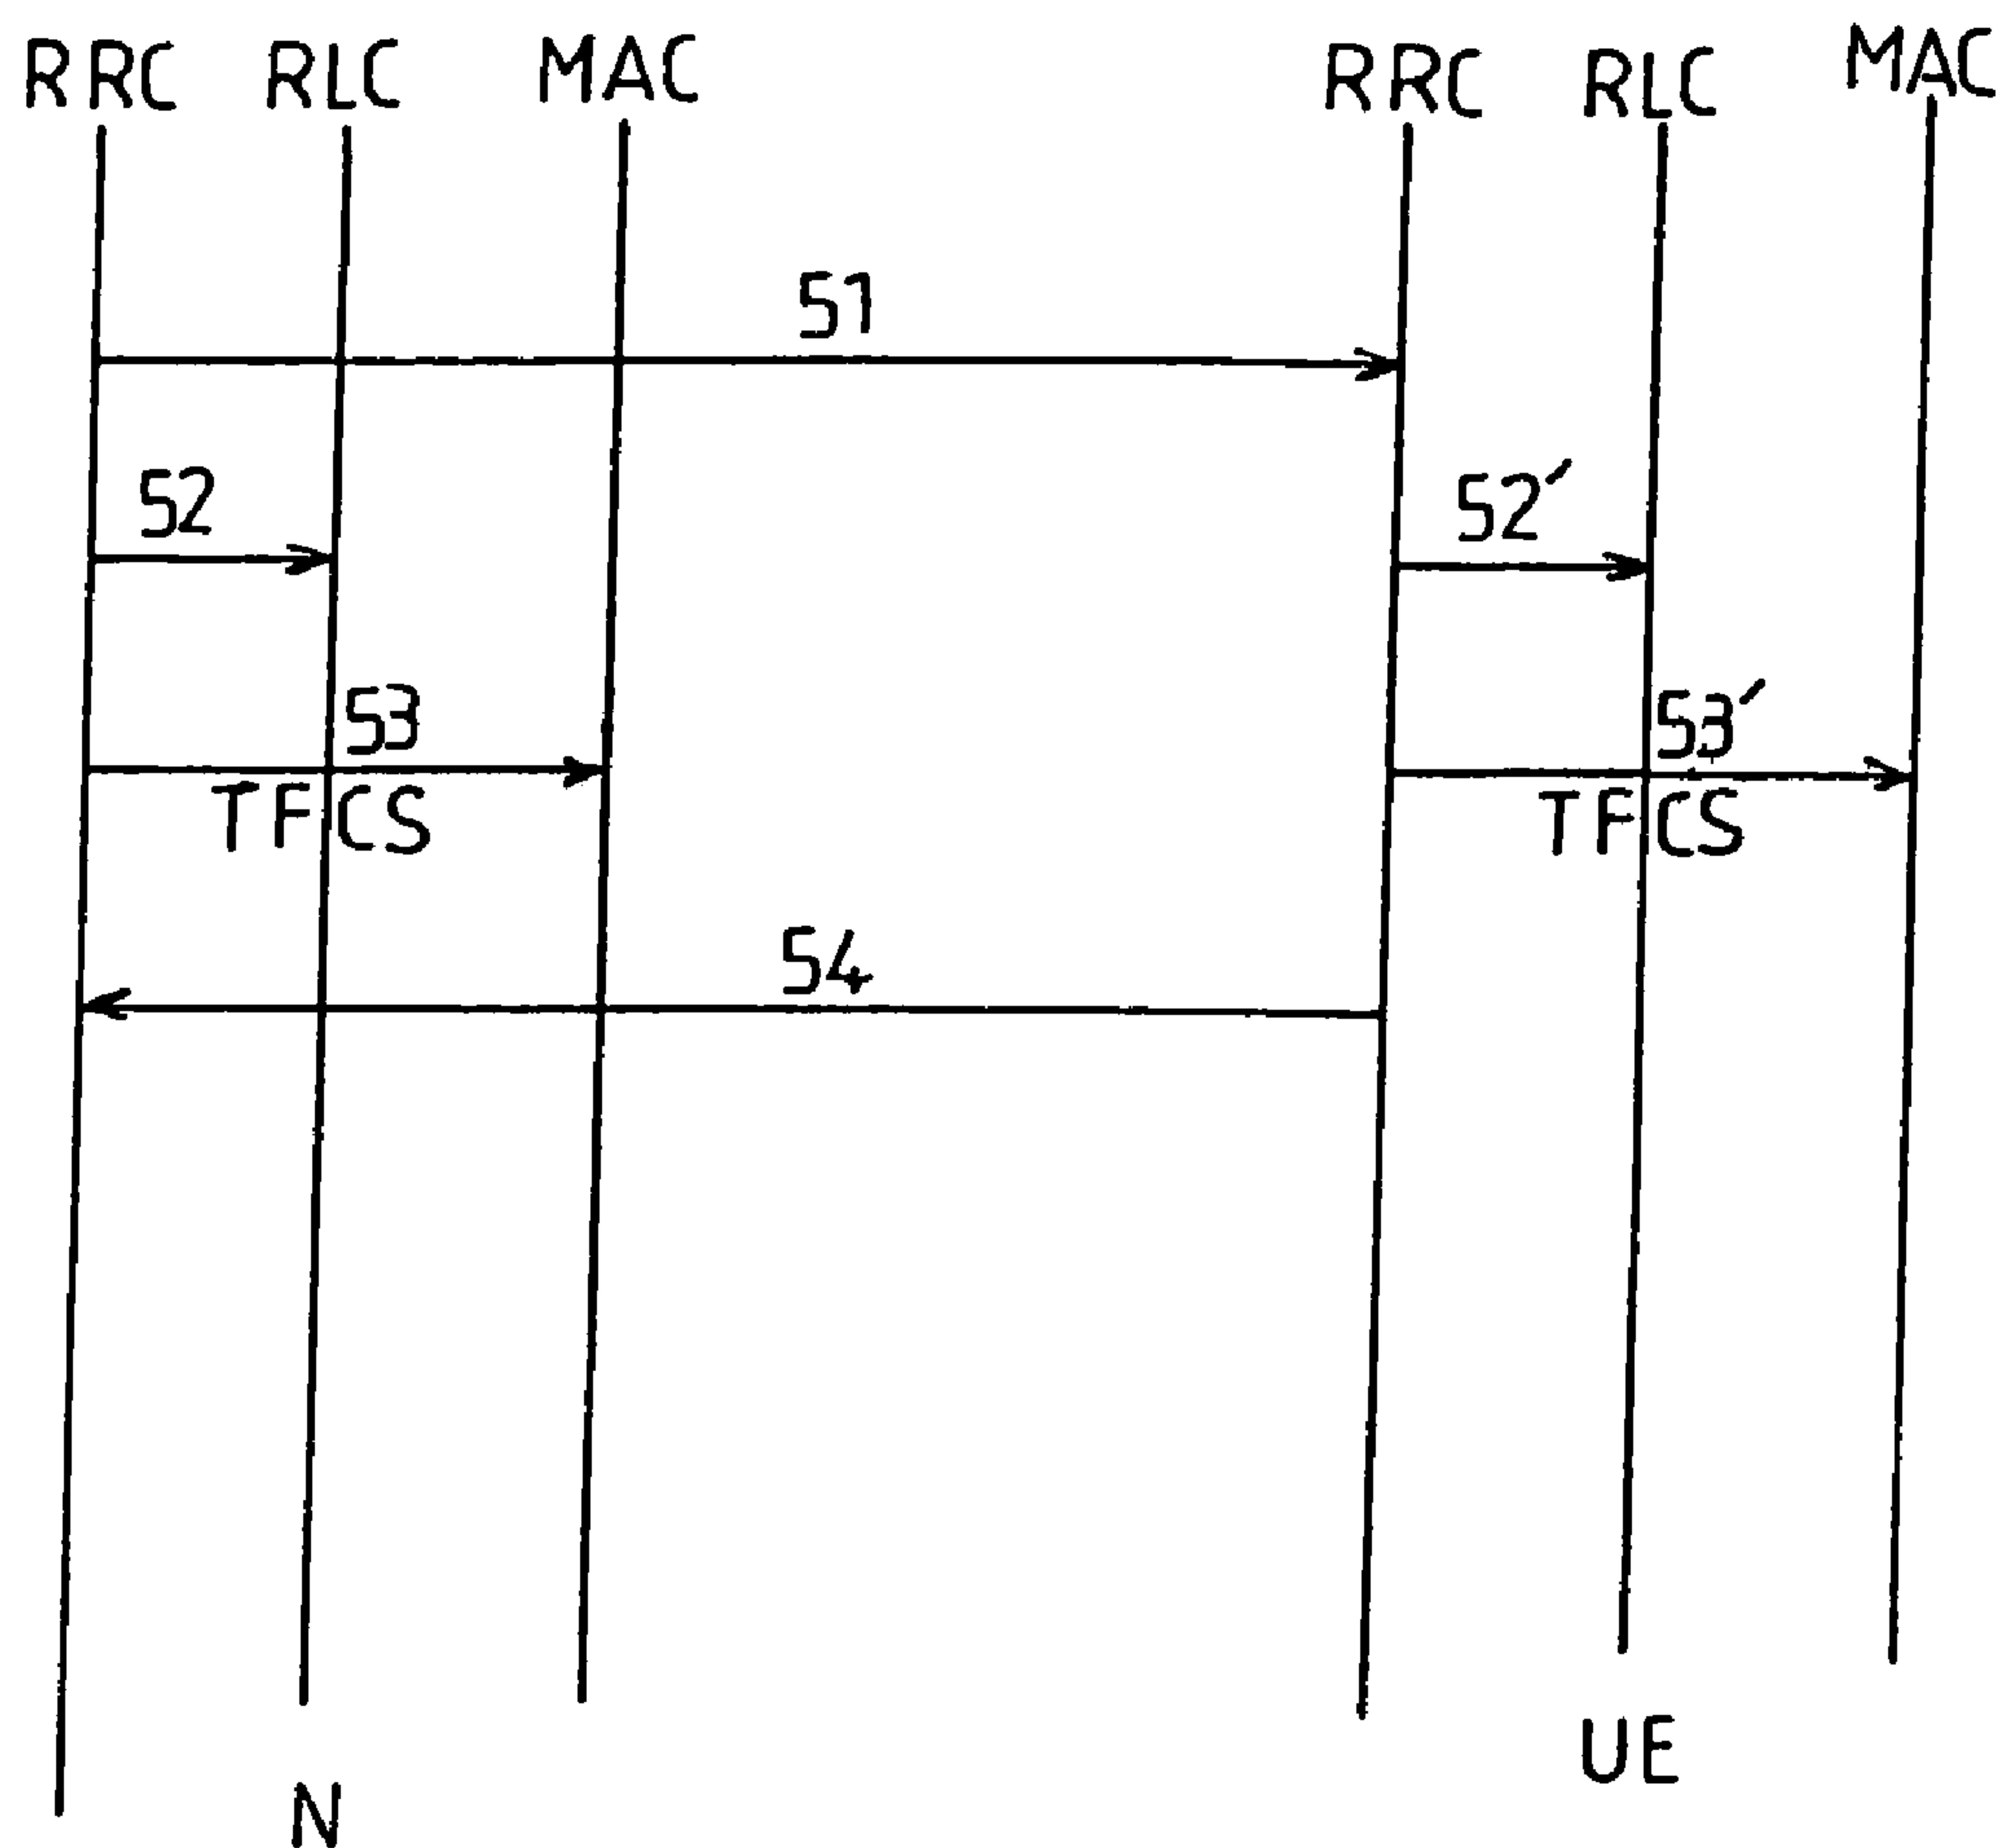 RRC RLC MAC RRC RLC MAC
51
52 52′
53 53′
TFCS TFCS
54
UE
N